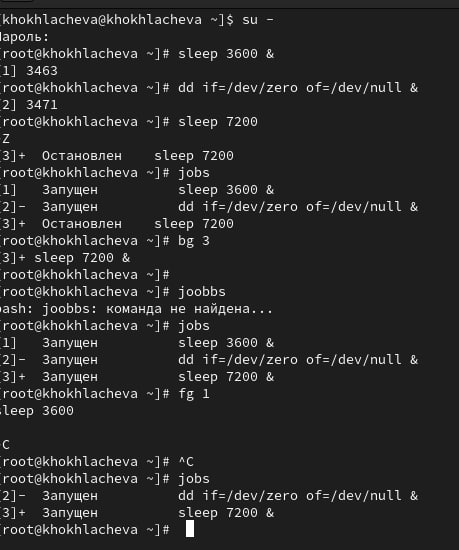 [khokhlacheva@khokhlacheva ~]$ su -
Пароль:
[root@khokhlacheva ~]# sleep 3600 &
[1] 3463
[root@khokhlacheva ~]# dd if=/dev/zero of=/dev/null &
[2] 3471
[root@khokhlacheva ~]# sleep 7200
^Z
[3]+  Остановлен    sleep 7200
[root@khokhlacheva ~]# jobs
[1]   Запущен          sleep 3600 &
[2]-  Запущен          dd if=/dev/zero of=/dev/null &
[3]+  Остановлен    sleep 7200
[root@khokhlacheva ~]# bg 3
[3]+ sleep 7200 &
[root@khokhlacheva ~]#
[root@khokhlacheva ~]# joobbs
bash: joobbs: команда не найдена...
[root@khokhlacheva ~]# jobs
[1]   Запущен          sleep 3600 &
[2]-  Запущен          dd if=/dev/zero of=/dev/null &
[3]+  Запущен          sleep 7200 &
[root@khokhlacheva ~]# fg 1
sleep 3600
^C
[root@khokhlacheva ~]# ^C
[root@khokhlacheva ~]# jobs
[2]-  Запущен          dd if=/dev/zero of=/dev/null &
[3]+  Запущен          sleep 7200 &
[root@khokhlacheva ~]#